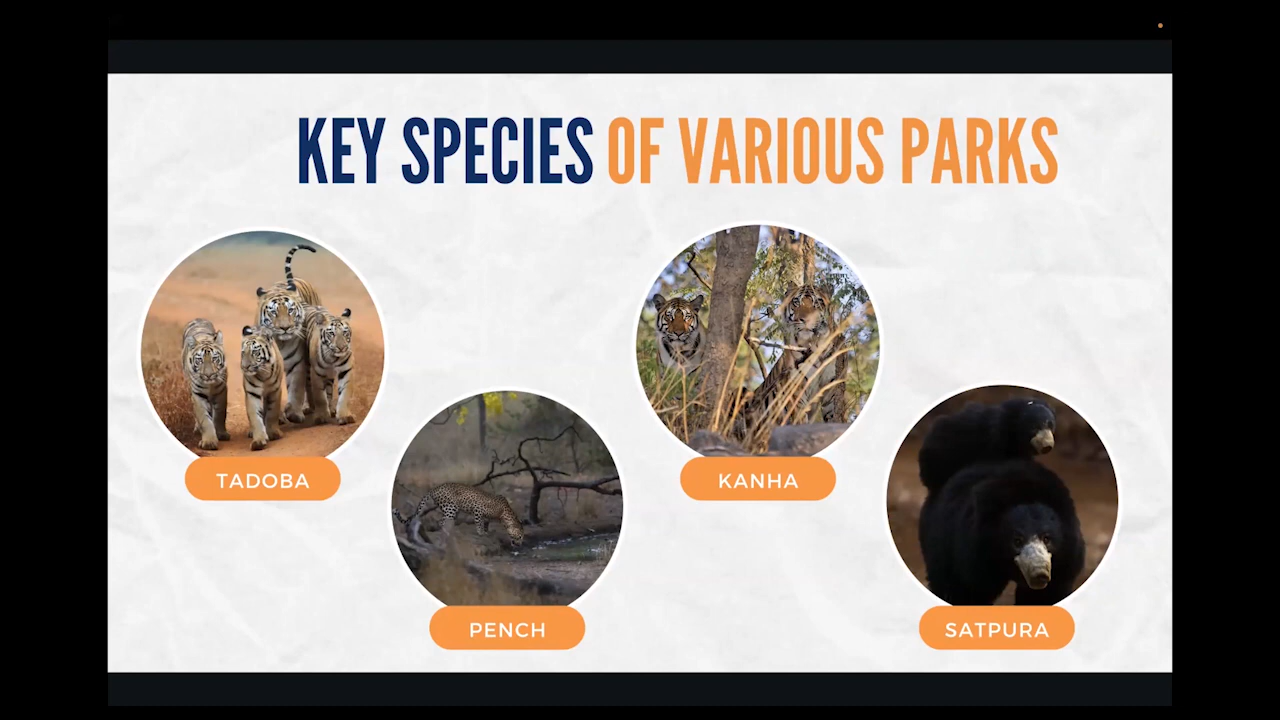 KEY SPECIES OF VARIOUS PARKS
TADOBA
KANHA
PENCH
SATPURA